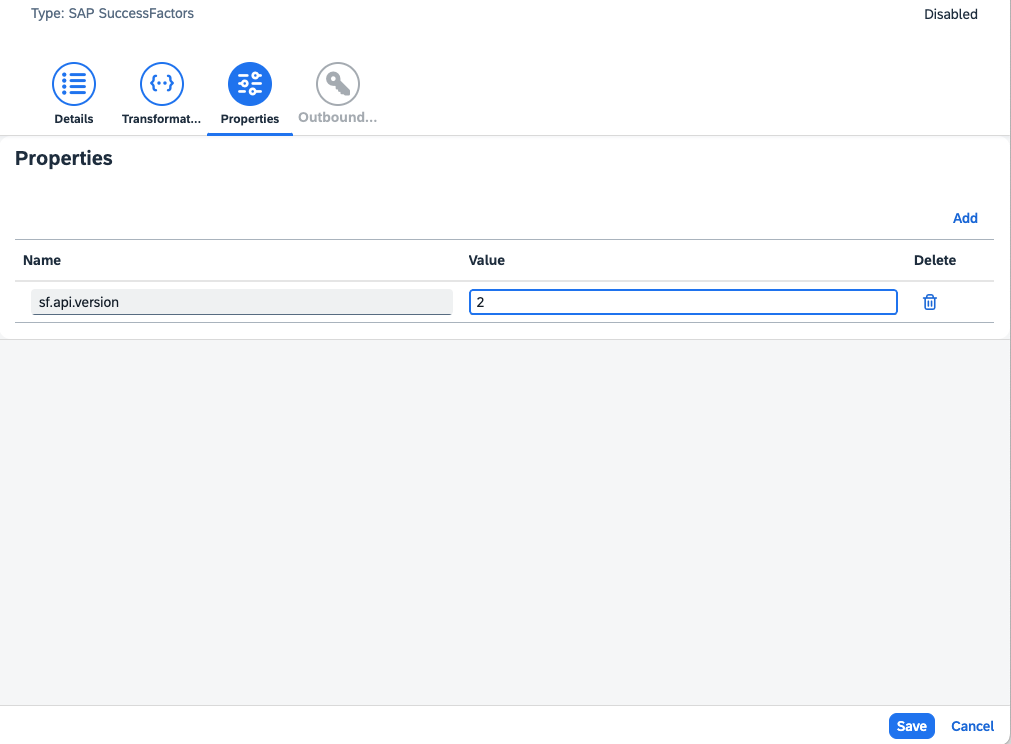 Type: SAP SuccessFactors
Disabled
Details
Transformat...
Properties
Outbound...
Properties
Add
Name Value Delete
sf.api.version 2
Save Cancel